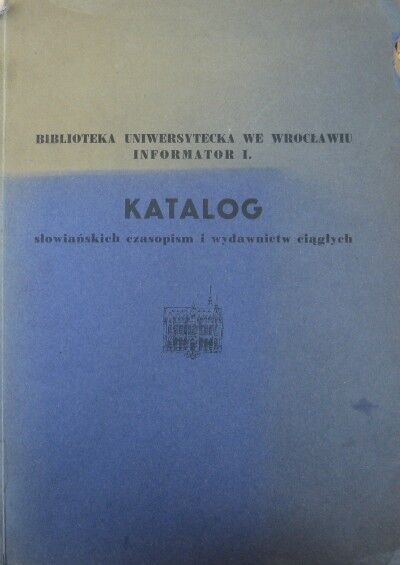 BIBLIOTEKA UNIWERSYTECKA WE WROCŁAWIU
INFORMATOR I.
KATALOG
słowiańskich czasopism i wydawnictw ciągłych